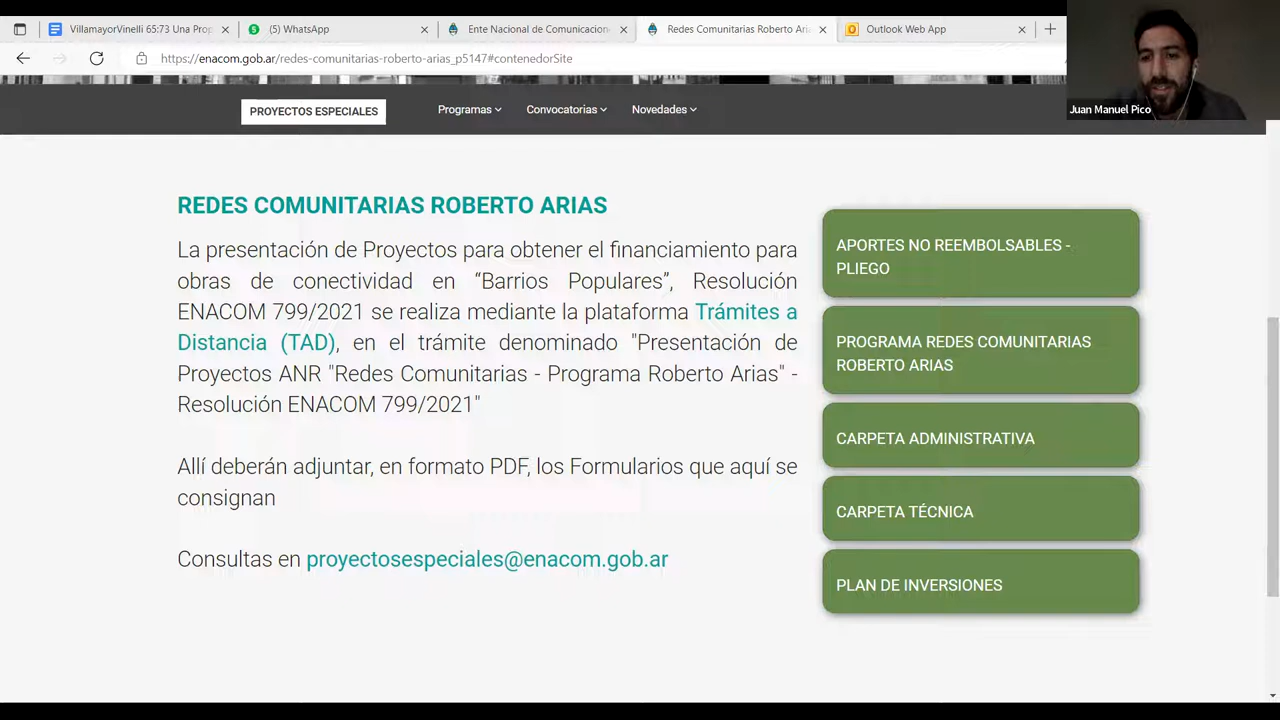 VillamayorVinelli 65:73 Una Prop
(5) WhatsApp
Ente Nacional de Comunicacion
Redes Comunitarias Roberto Aria
Outlook Web App
https://enacom.gob.ar/redes-comunitarias-roberto-arias_p5147#contenedorSite
Juan Manuel Pico
PROYECTOS ESPECIALES
Programas
Convocatorias
Novedades
REDES COMUNITARIAS ROBERTO ARIAS
La presentación de Proyectos para obtener el financiamiento para
obras de conectividad en “Barrios Populares”, Resolución
ENACOM 799/2021 se realiza mediante la plataforma Trámites a
Distancia (TAD), en el trámite denominado "Presentación de
Proyectos ANR "Redes Comunitarias - Programa Roberto Arias" -
Resolución ENACOM 799/2021"
Allí deberán adjuntar, en formato PDF, los Formularios que aquí se
consignan
Consultas en proyectosespeciales@enacom.gob.ar
APORTES NO REEMBOLSABLES -
PLIEGO
PROGRAMA REDES COMUNITARIAS
ROBERTO ARIAS
CARPETA ADMINISTRATIVA
CARPETA TÉCNICA
PLAN DE INVERSIONES